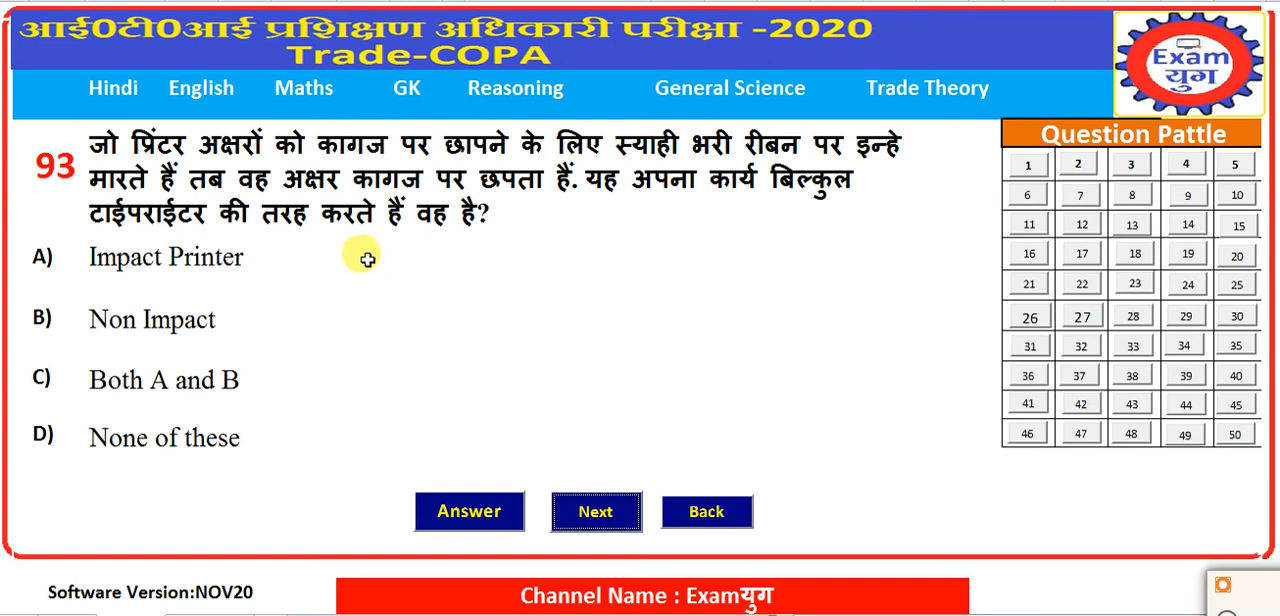 आई0टी0आई प्रशिक्षण अधिकारी परीक्षा -2020
Trade-COPA
Exam
युग
Hindi English Maths GK Reasoning General Science Trade Theory
93 जो प्रिंटर अक्षरों को कागज पर छापने के लिए स्याही भरी रीबन पर इन्हे
मारते हैं तब वह अक्षर कागज पर छपता हैं. यह अपना कार्य बिल्कुल
टाईपराईटर की तरह करते हैं वह है?
A) Impact Printer
B) Non Impact
C) Both A and B
D) None of these
Question Pattle
1 2 3 4 5
6 7 8 9 10
11 12 13 14 15
16 17 18 19 20
21 22 23 24 25
26 27 28 29 30
31 32 33 34 35
36 37 38 39 40
41 42 43 44 45
46 47 48 49 50
Answer Next Back
Software Version:NOV20
Channel Name : Examयुग